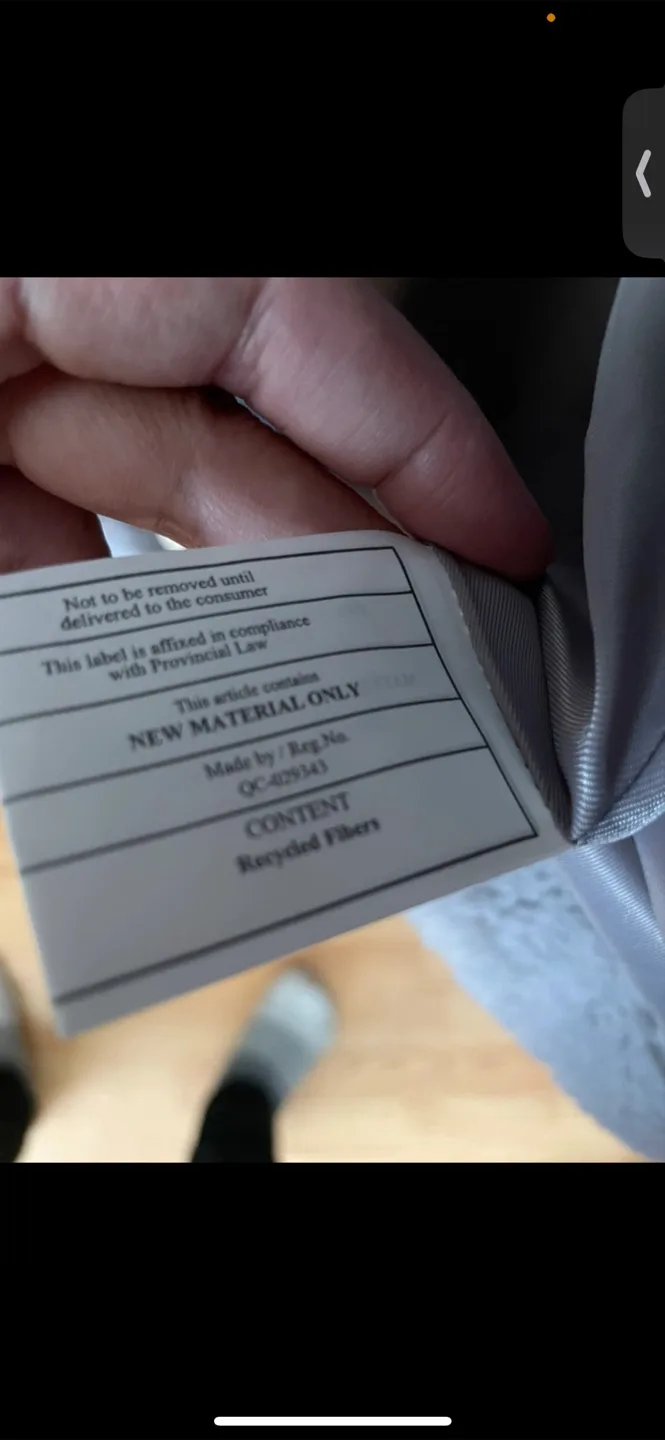 Not to be removed until
delivered to the consumer
This label is affixed in compliance
with Provincial Law
This article contains
NEW MATERIAL ONLY
Made by / Reg.No.
QC-029343
CONTENT
Recycled Fibers